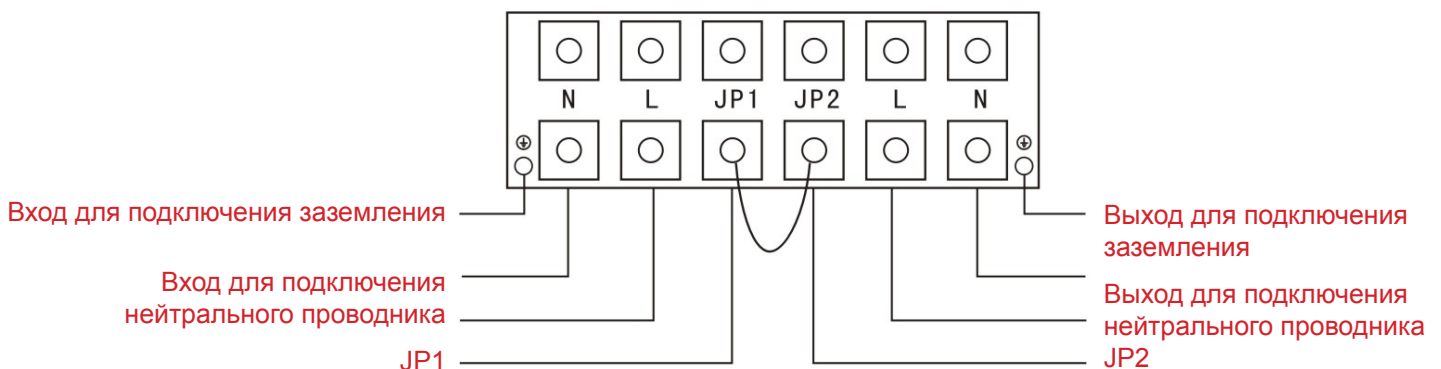 N L JP1 JP2 L N
Вход для подключения заземления
Вход для подключения
нейтрального проводника
JP1
Выход для подключения
заземления
Выход для подключения
нейтрального проводника
JP2